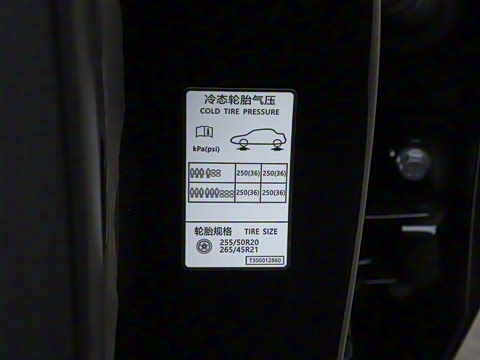 冷态轮胎气压
COLD TIRE PRESSURE
kPa(psi)
250(36) 250(36)
250(36) 250(36)
轮胎规格 TIRE SIZE
255/50R20
265/45R21
T300012860